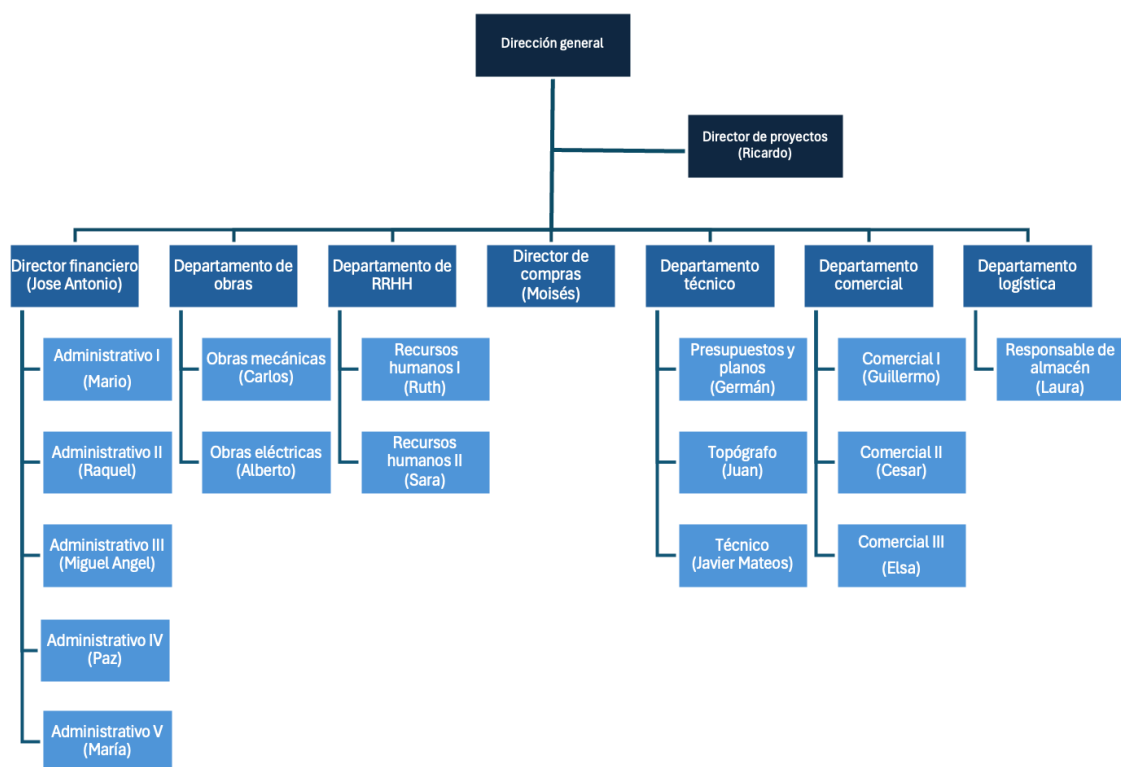 Dirección general
Director de proyectos
(Ricardo)
Director financiero
(Jose Antonio)
Departamento de
obras
Departamento de
RRHH
Director de
compras
(Moisés)
Departamento
técnico
Departamento
comercial
Departamento
logística
Administrativo I
(Mario)
Administrativo II
(Raquel)
Administrativo III
(Miguel Angel)
Administrativo IV
(Paz)
Administrativo V
(María)
Obras mecánicas
(Carlos)
Obras eléctricas
(Alberto)
Recursos
humanos I
(Ruth)
Recursos
humanos II
(Sara)
Presupuestos y
planos
(Germán)
Topógrafo
(Juan)
Técnico
(Javier Mateos)
Comercial I
(Guillermo)
Comercial II
(Cesar)
Comercial III
(Elsa)
Responsable de
almacén
(Laura)